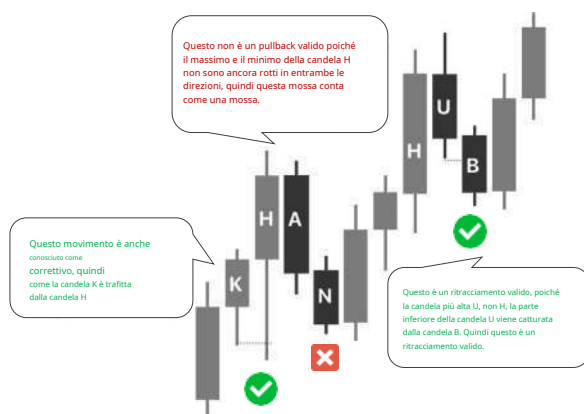 Questo non è un pullback valido poiché
il massimo e il minimo della candela H
non sono ancora rotti in entrambe le
direzioni, quindi questa mossa conta
come una mossa.
U
H
B
H A
K
N
Questo movimento è anche
conosciuto come
correttivo, quindi
come la candela K è trafitta
dalla candela H
Questo è un ritracciamento valido, poiché
la candela più alta U, non H, la parte
inferiore della candela U viene catturata
dalla candela B. Quindi questo è un
ritracciamento valido.